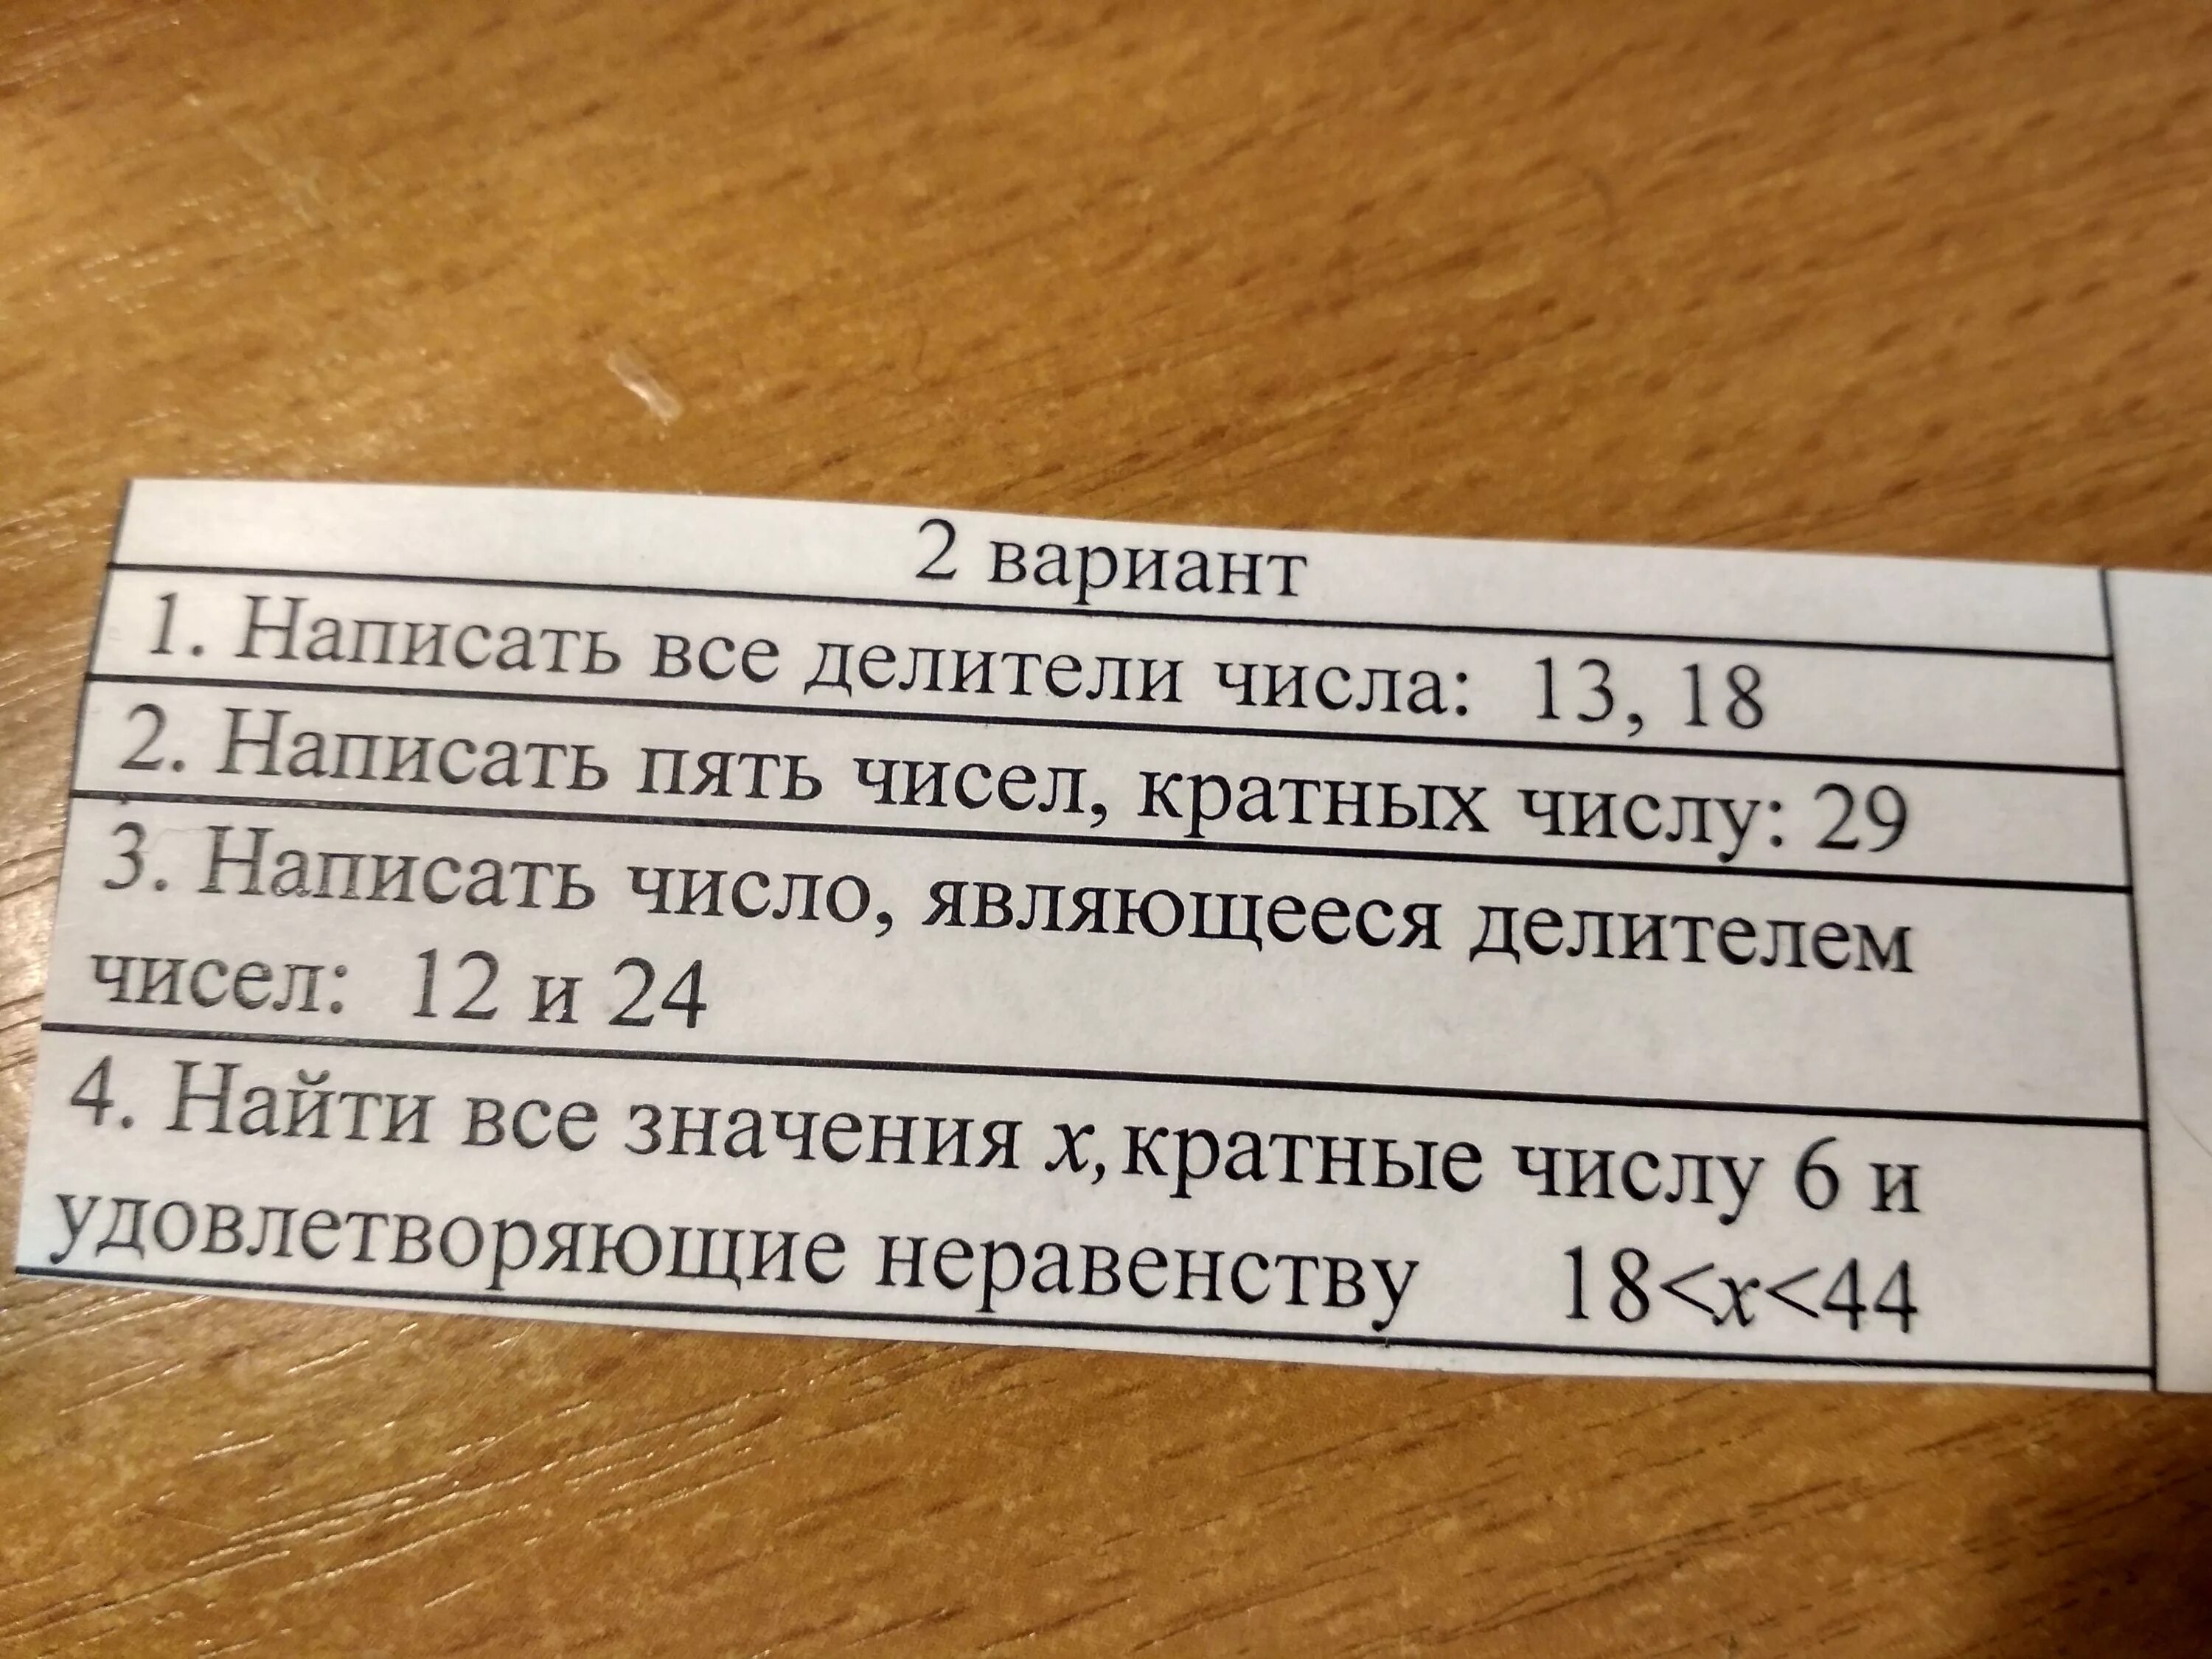 2 вариант
1. Написать все делители числа: 13, 18
2. Написать пять чисел, кратных числу: 29
3. Написать число, являющееся делителем
чисел: 12 и 24
4. Найти все значения x, кратные числу 6 и
удовлетворяющие неравенству 18<x<44